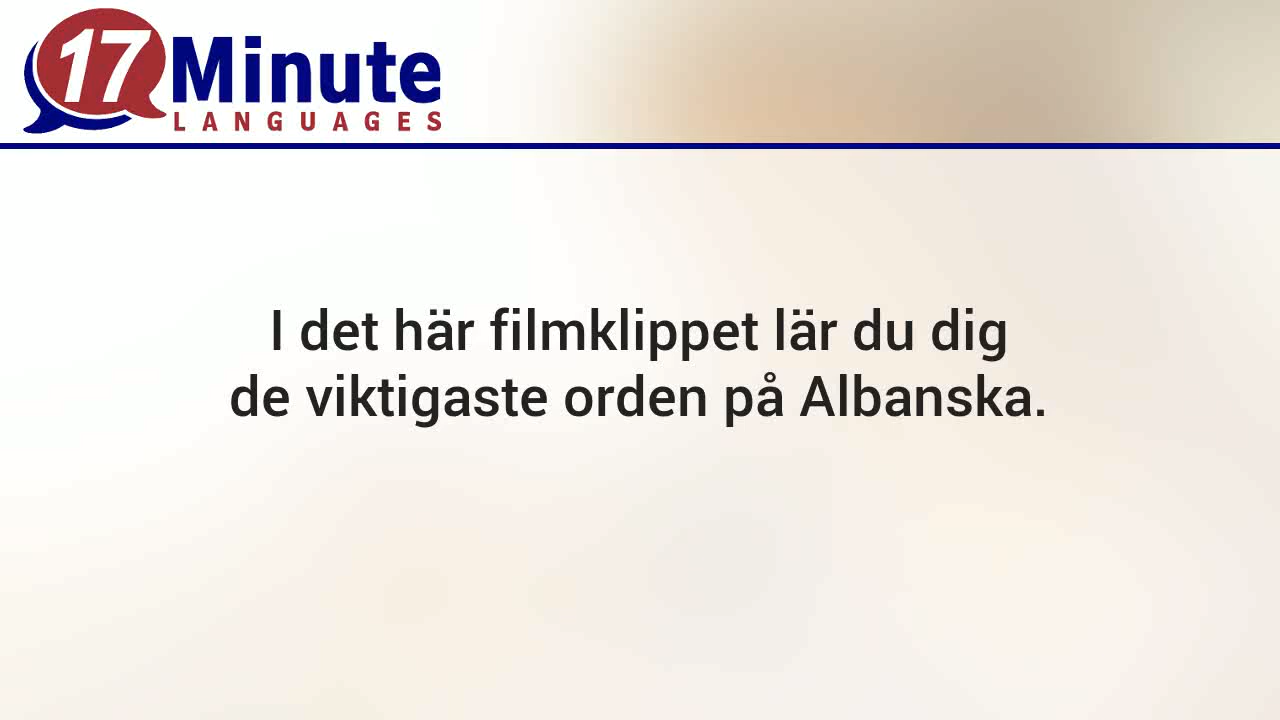 17 Minute
LANGUAGES
I det här filmklippet lär du dig
de viktigaste orden på Albanska.